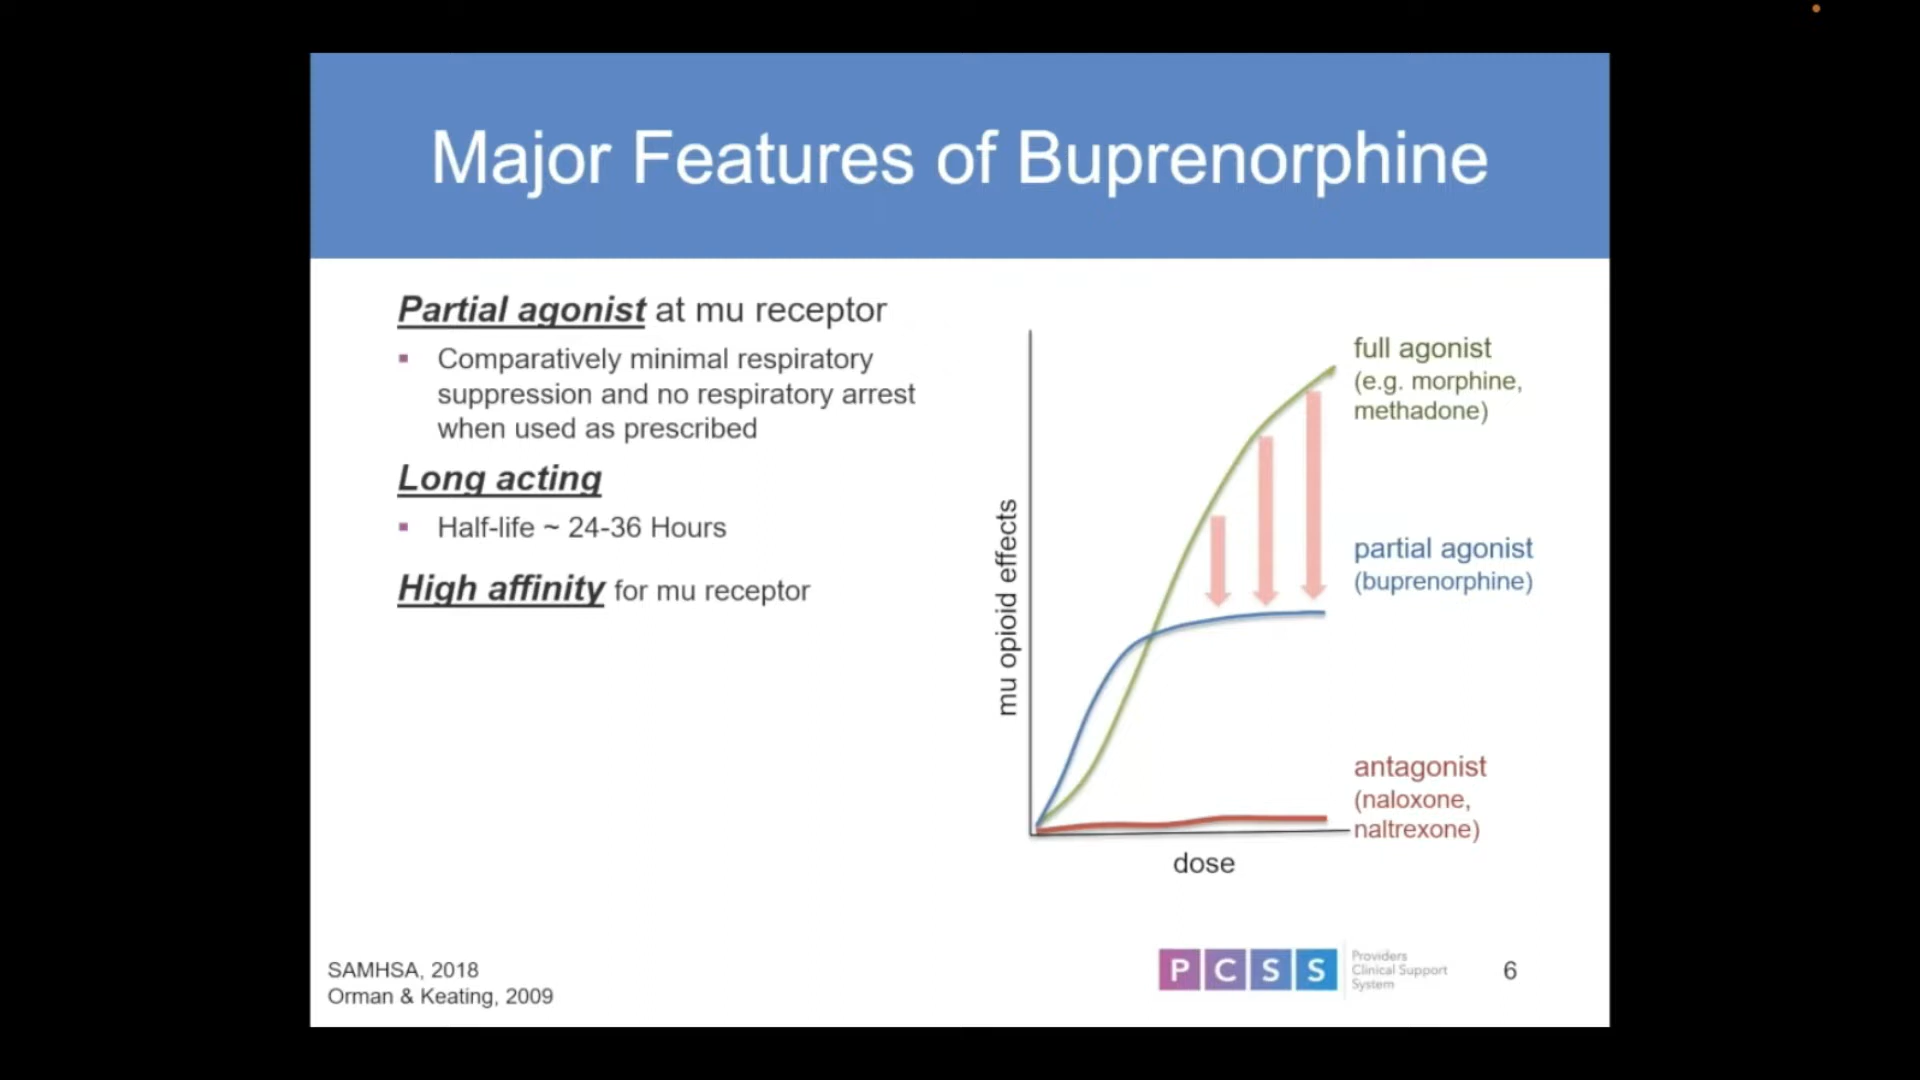 Major Features of Buprenorphine
Partial agonist at mu receptor
▪ Comparatively minimal respiratory
suppression and no respiratory arrest
when used as prescribed
Long acting
▪ Half-life ~ 24-36 Hours
High affinity for mu receptor
mu opioid effects
full agonist
(e.g. morphine,
methadone)
partial agonist
(buprenorphine)
antagonist
(naloxone,
naltrexone)
dose
SAMHSA, 2018
Orman & Keating, 2009
PCSS
Providers
Clinical Support
System
6